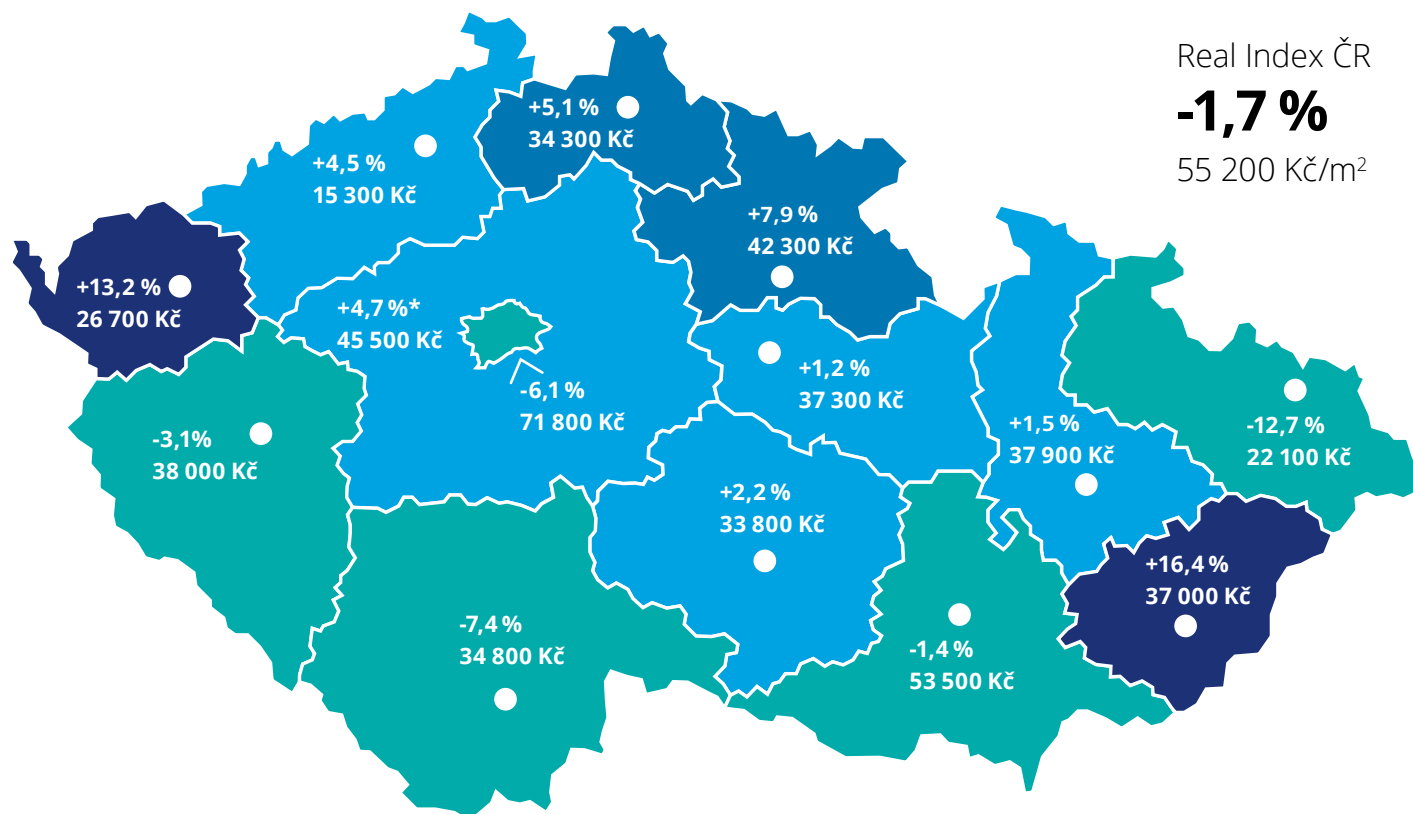 Real Index ČR
-1,7 %
55 200 Kč/m²
+5,1 %
34 300 Kč
+4,5 %
15 300 Kč
+7,9 %
42 300 Kč
+13,2 %
26 700 Kč
+4,7 %*
45 500 Kč
-6,1 %
71 800 Kč
+1,2 %
37 300 Kč
-3,1%
38 000 Kč
+1,5 %
37 900 Kč
-12,7 %
22 100 Kč
+2,2 %
33 800 Kč
+16,4 %
37 000 Kč
-7,4 %
34 800 Kč
-1,4 %
53 500 Kč